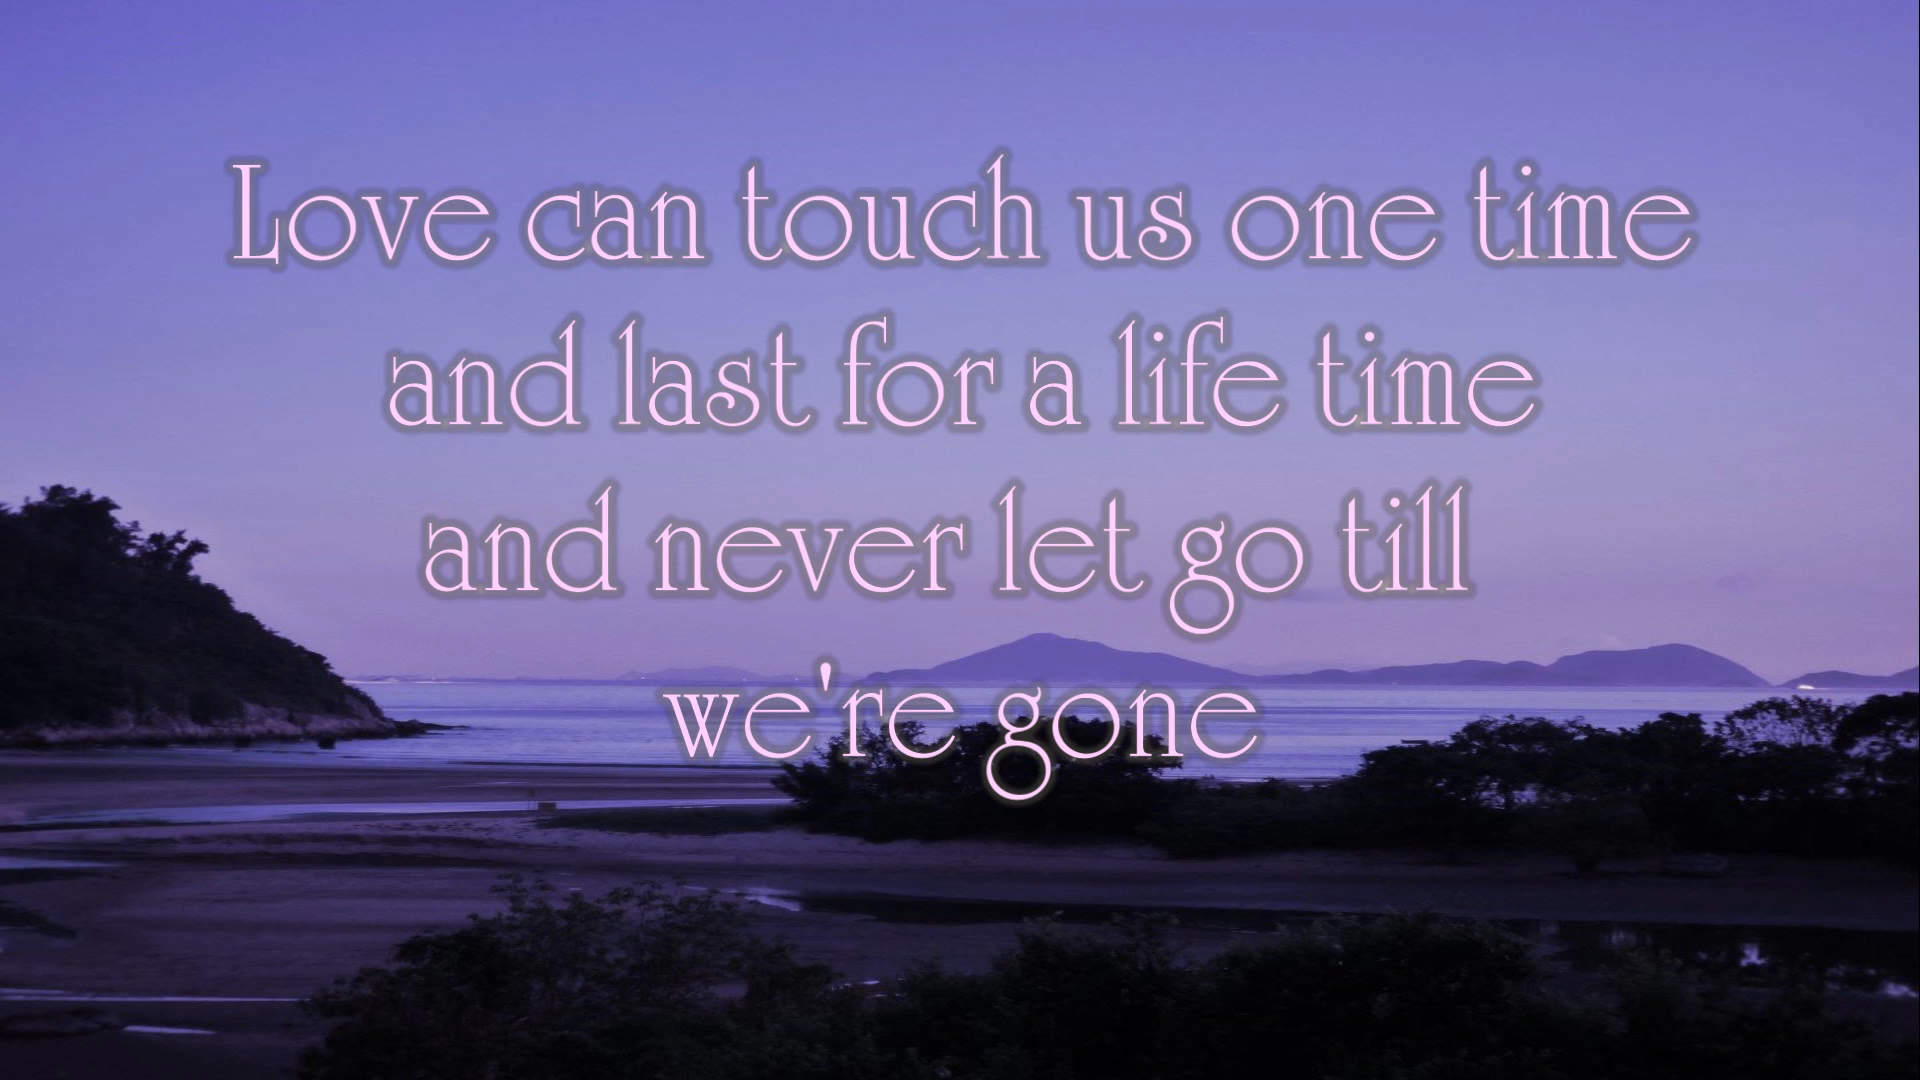 Love can touch us one time
and last for a life time
and never let go till
we're gone